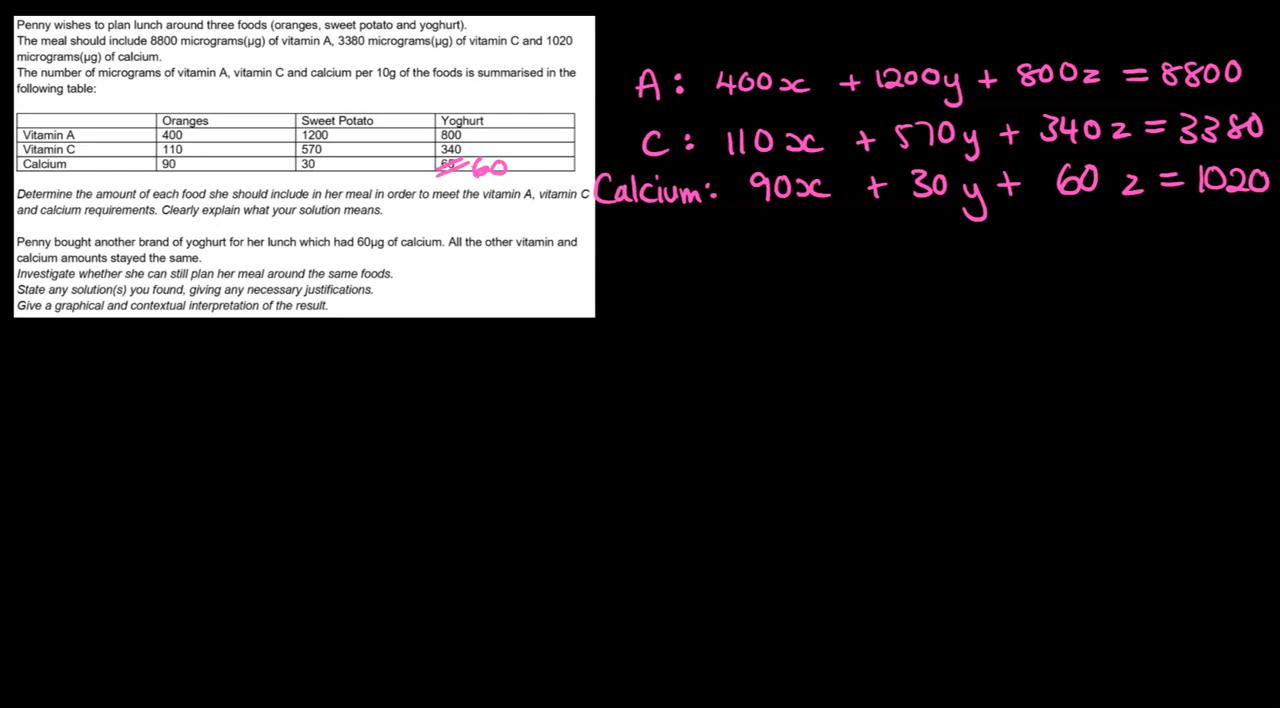 Penny wishes to plan lunch around three foods (oranges, sweet potato and yoghurt).
The meal should include 8800 micrograms(µg) of vitamin A, 3380 micrograms(µg) of vitamin C and 1020
micrograms(µg) of calcium.
The number of micrograms of vitamin A, vitamin C and calcium per 10g of the foods is summarised in the
following table:
Oranges Sweet Potato Yoghurt
Vitamin A 400 1200 800
Vitamin C 110 570 340
Calcium 90 30 60
Determine the amount of each food she should include in her meal in order to meet the vitamin A, vitamin C
and calcium requirements. Clearly explain what your solution means.
Penny bought another brand of yoghurt for her lunch which had 60µg of calcium. All the other vitamin and
calcium amounts stayed the same.
Investigate whether she can still plan her meal around the same foods.
State any solution(s) you found, giving any necessary justifications.
Give a graphical and contextual interpretation of the result.
A: 400x + 1200y + 800z = 8800
C: 110x + 570y + 340z = 3380
Calcium: 90x + 30y + 60z = 1020